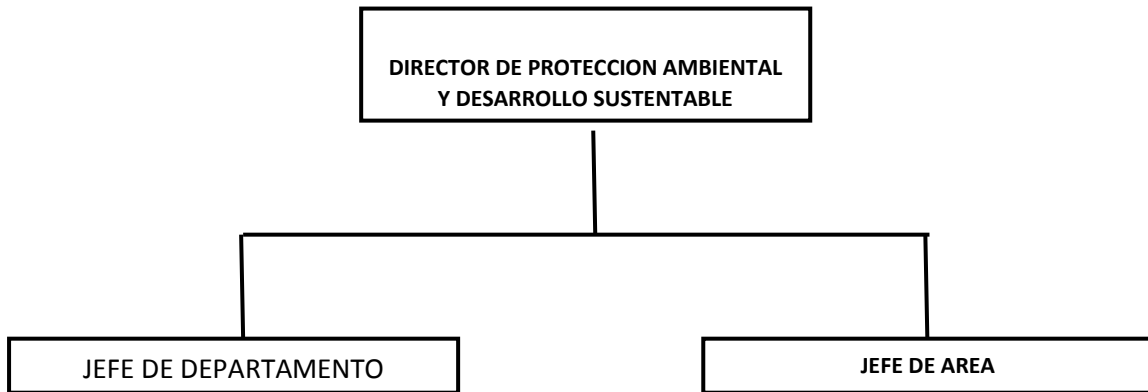 DIRECTOR DE PROTECCION AMBIENTAL
Y DESARROLLO SUSTENTABLE
JEFE DE DEPARTAMENTO
JEFE DE AREA